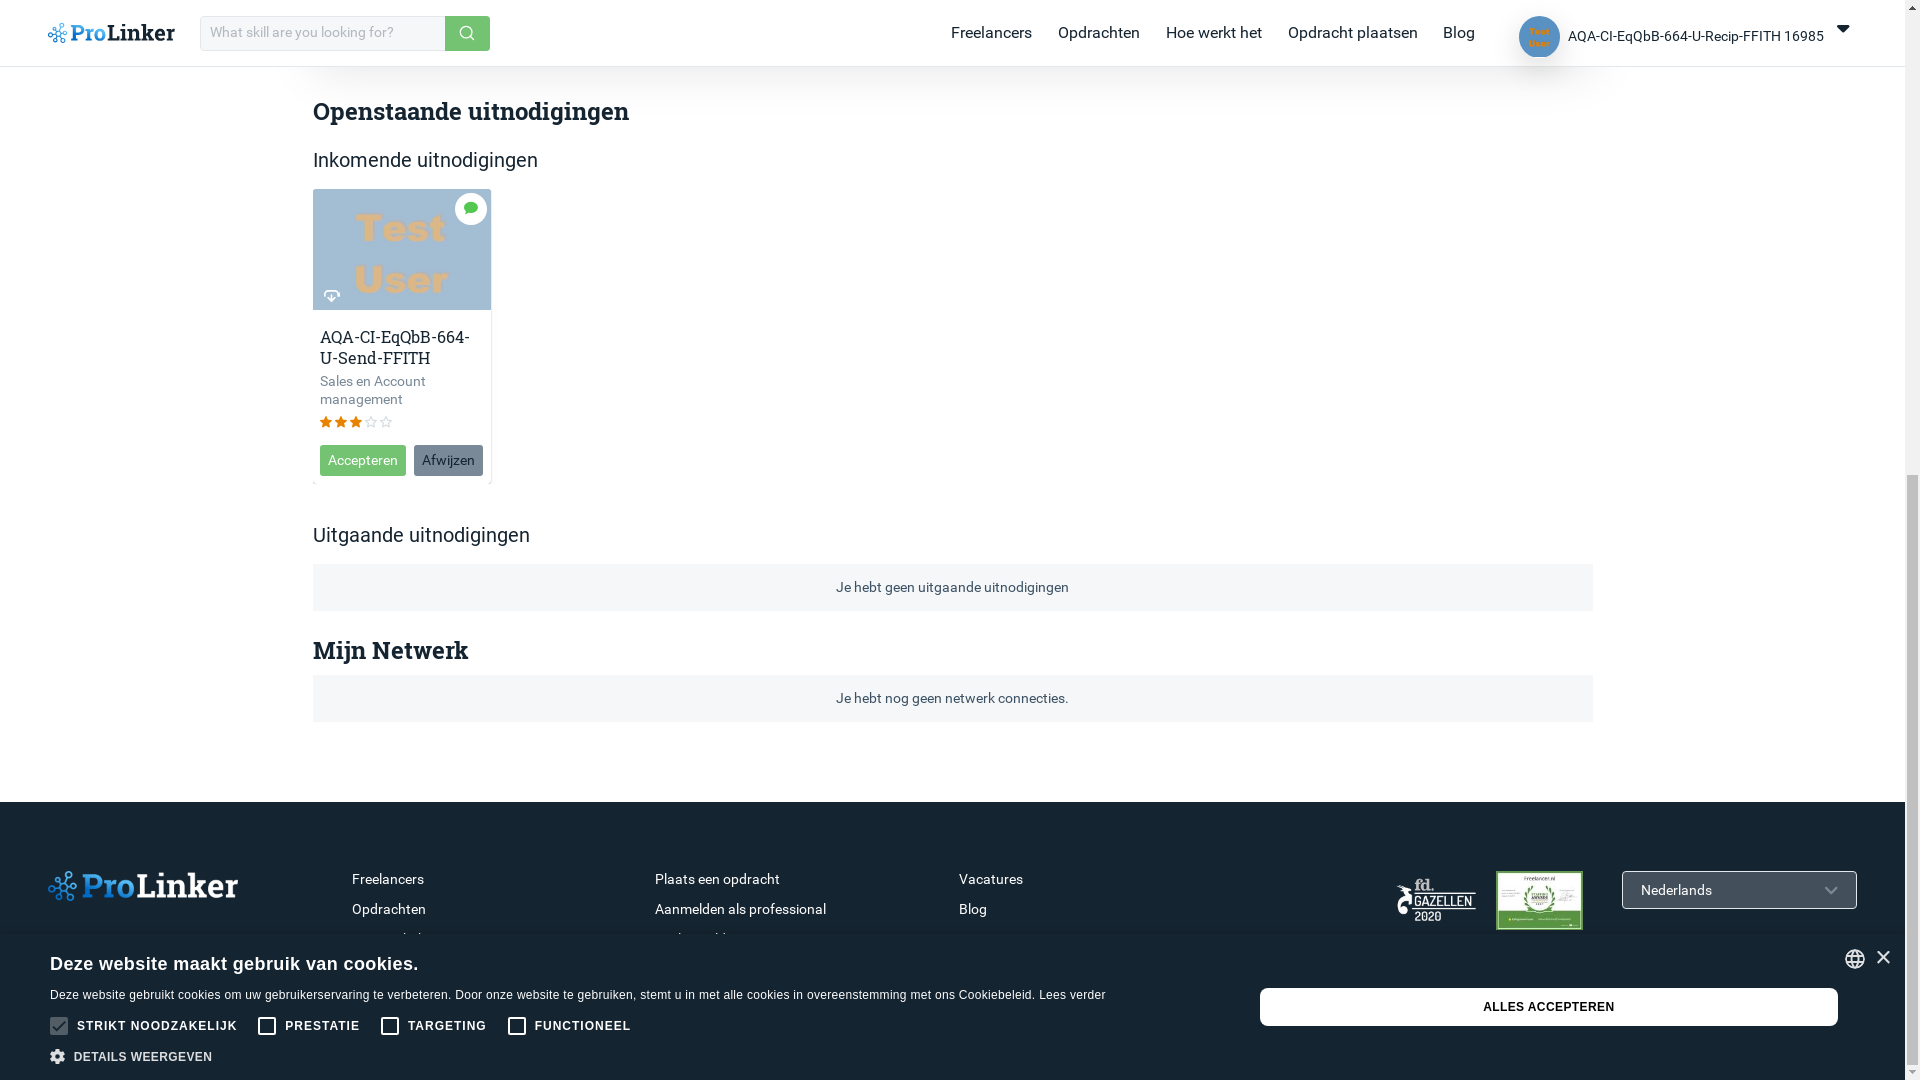 ProLinker
What skill are you looking for?
Freelancers
Opdrachten
Hoe werkt het
Opdracht plaatsen
Blog
Test
User
AQA-CI-EqQbB-664-U-Recip-FFITH 16985
Openstaande uitnodigingen
Inkomende uitnodigingen
Test
User
AQA-CI-EqQbB-664-
U-Send-FFITH
Sales en Account
management
Accepteren
Afwijzen
Uitgaande uitnodigingen
Je hebt geen uitgaande uitnodigingen
Mijn Netwerk
Je hebt nog geen netwerk connecties.
ProLinker
Freelancers
Opdrachten
Plaats een opdracht
Aanmelden als professional
Vacatures
Blog
fd.
GAZELLEN
2020
Freelancer.nl
Nederlands
Deze website maakt gebruik van cookies.
Deze website gebruikt cookies om uw gebruikerservaring te verbeteren. Door onze website te gebruiken, stemt u in met alle cookies in overeenstemming met ons Cookiebeleid. Lees verder
STRIKT NOODZAKELIJK
PRESTATIE
TARGETING
FUNCTIONEEL
DETAILS WEERGEVEN
ALLES ACCEPTEREN